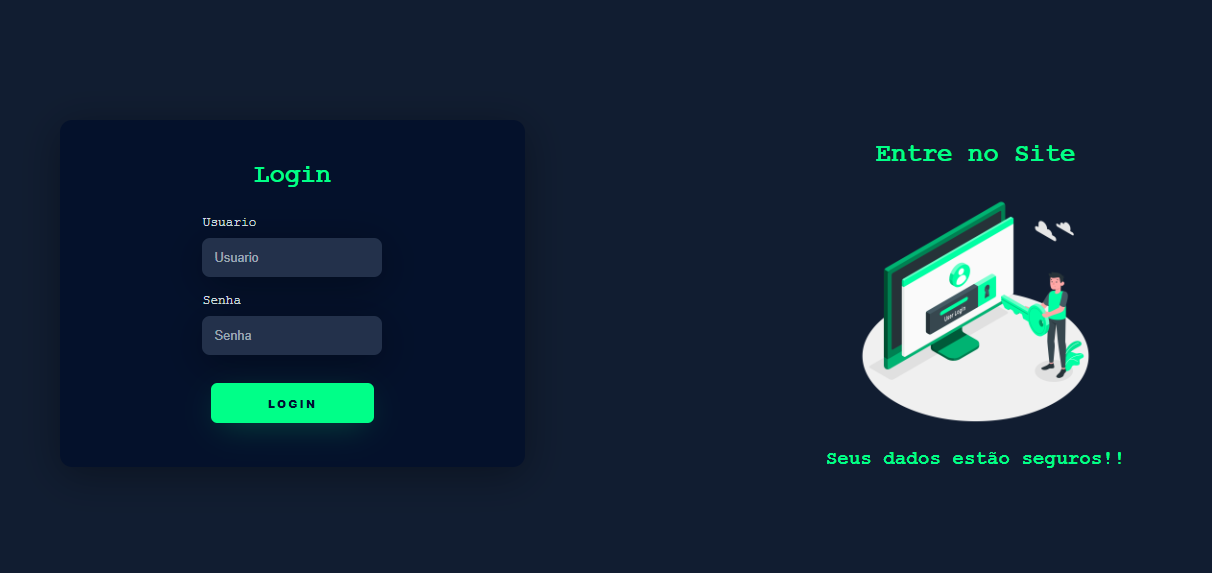 Login
Usuario
Usuario
Senha
Senha
LOGIN
Entre no Site
User Login
Seus dados estão seguros!!